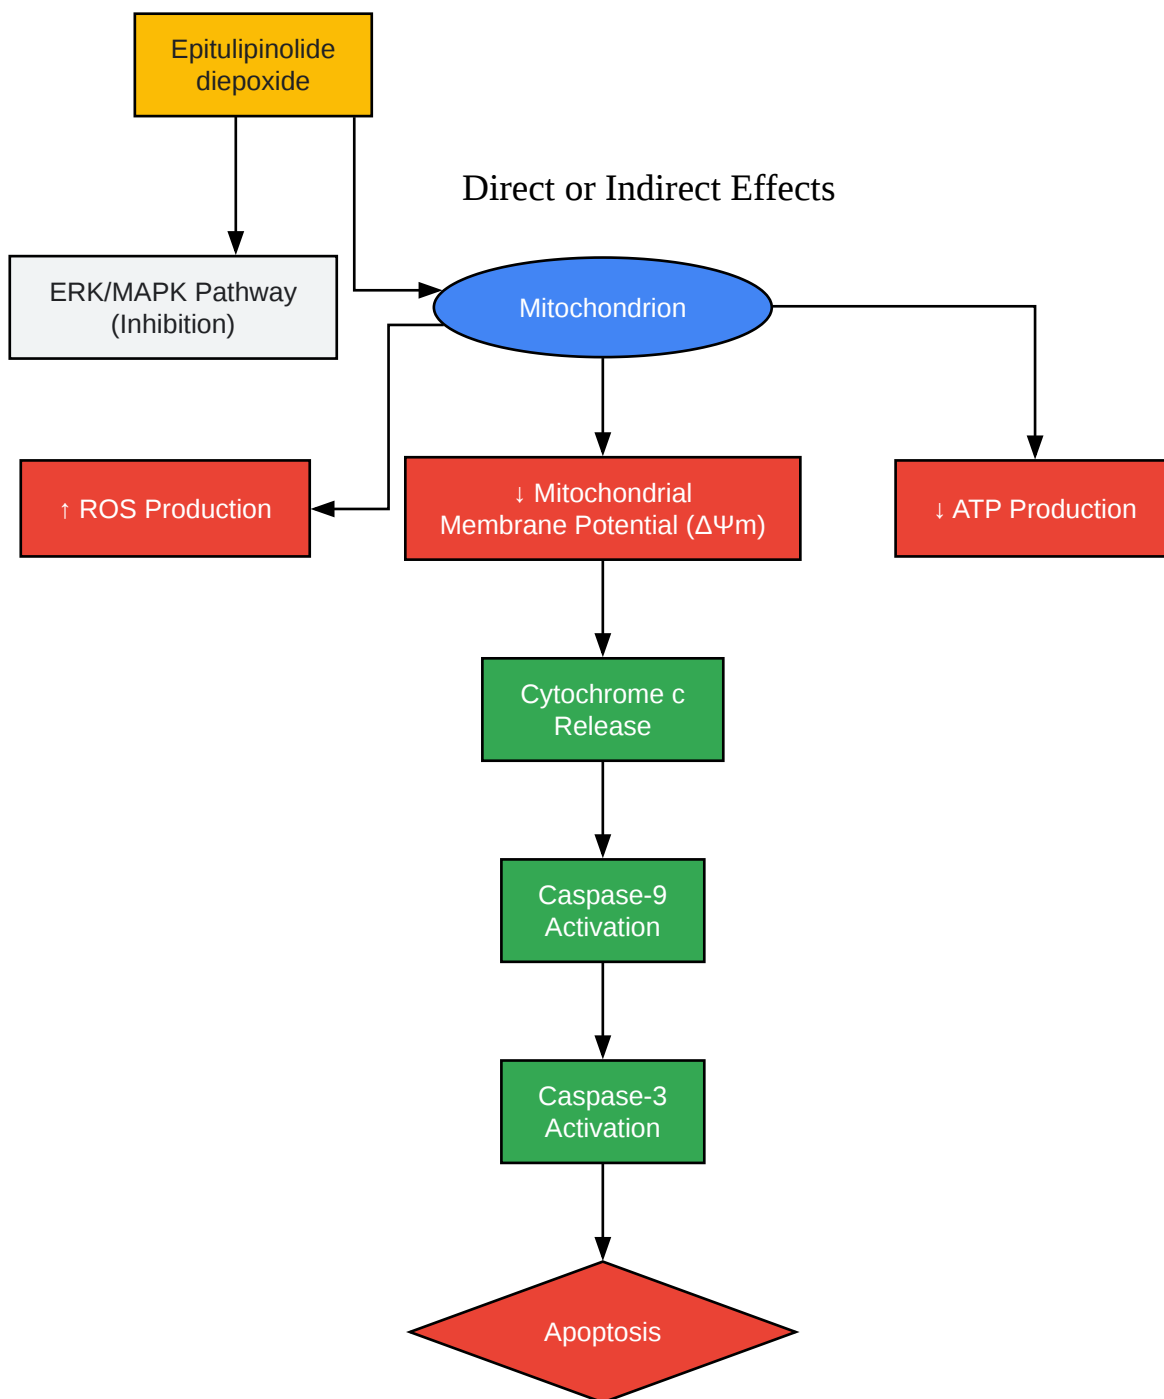 Epitulipinolide
diepoxide
Direct or Indirect Effects
ERK/MAPK Pathway
(Inhibition)
Mitochondrion
↑ ROS Production
↓ Mitochondrial
Membrane Potential (ΔΨm)
↓ ATP Production
Cytochrome c
Release
Caspase-9
Activation
Caspase-3
Activation
Apoptosis